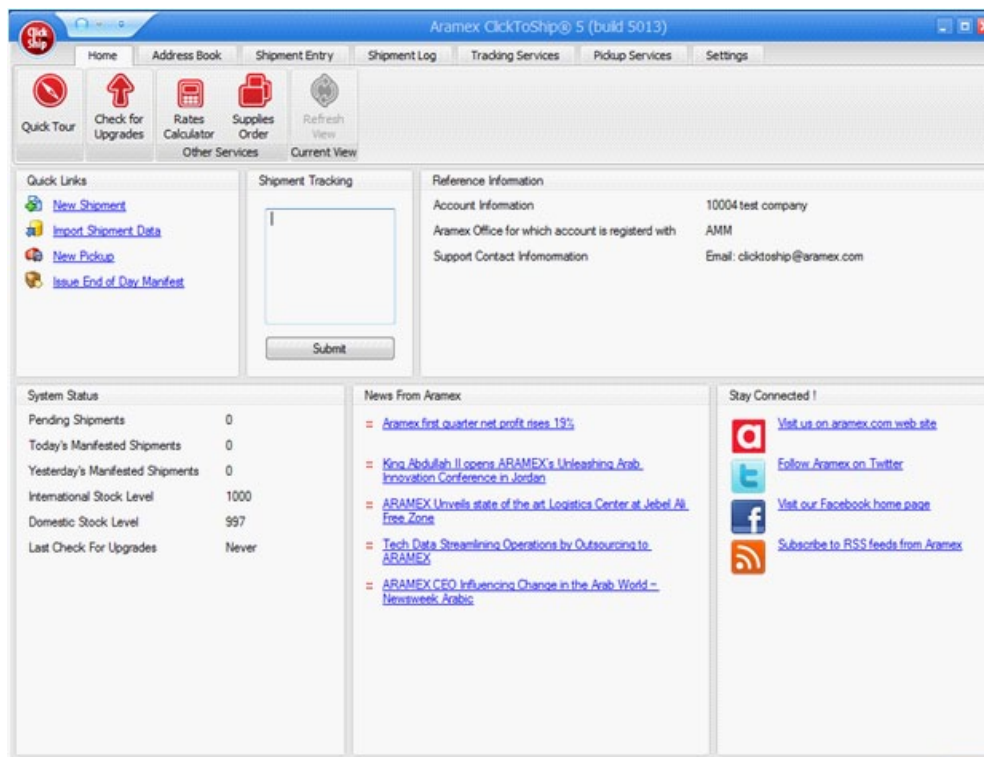 Aramex ClickToShip® 5 (build 5013)
Click
Ship
Home
Address Book
Shipment Entry
Shipment Log
Tracking Services
Pickup Services
Settings
Quick Tour
Check for
Upgrades
Rates
Calculator
Supplies
Order
Refresh
View
Other Services
Current View
Quick Links
New Shipment
Import Shipment Data
New Pickup
Issue End of Day Manifest
Shipment Tracking
Submit
Reference Information
Account Information 10004 test company
Aramex Office for which account is registerd with AMM
Support Contact Infomormation Email: clicktoship@aramex.com
System Status
Pending Shipments 0
Today's Manifested Shipments 0
Yesterday's Manifested Shipments 0
International Stock Level 1000
Domestic Stock Level 997
Last Check For Upgrades Never
News From Aramex
Aramex first quarter net profit rises 19%
King Abdullah II opens ARAMEX's Unleashing Arab
Innovation Conference in Jordan
ARAMEX Unveils state of the art Logistics Center at Jebel Ali
Free Zone
Tech Data Streamlining Operations by Outsourcing to
ARAMEX
ARAMEX CEO Influencing Change in the Arab World –
Newsweek Arabic
Stay Connected !
Visit us on aramex.com web site
Follow Aramex on Twitter
Visit our Facebook home page
Subscribe to RSS feeds from Aramex